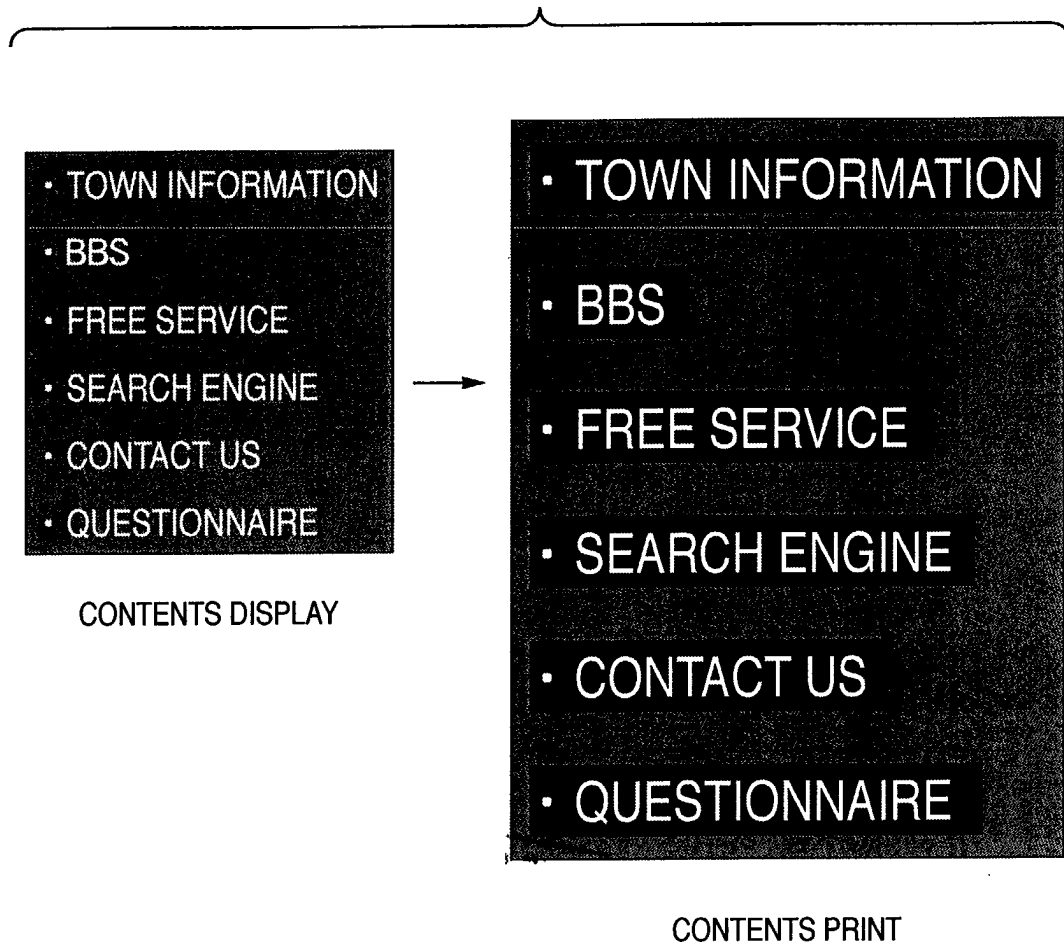 · TOWN INFORMATION
· BBS
· FREE SERVICE
· SEARCH ENGINE
· CONTACT US
· QUESTIONNAIRE
CONTENTS DISPLAY
· TOWN INFORMATION
· BBS
· FREE SERVICE
· SEARCH ENGINE
· CONTACT US
· QUESTIONNAIRE
CONTENTS PRINT